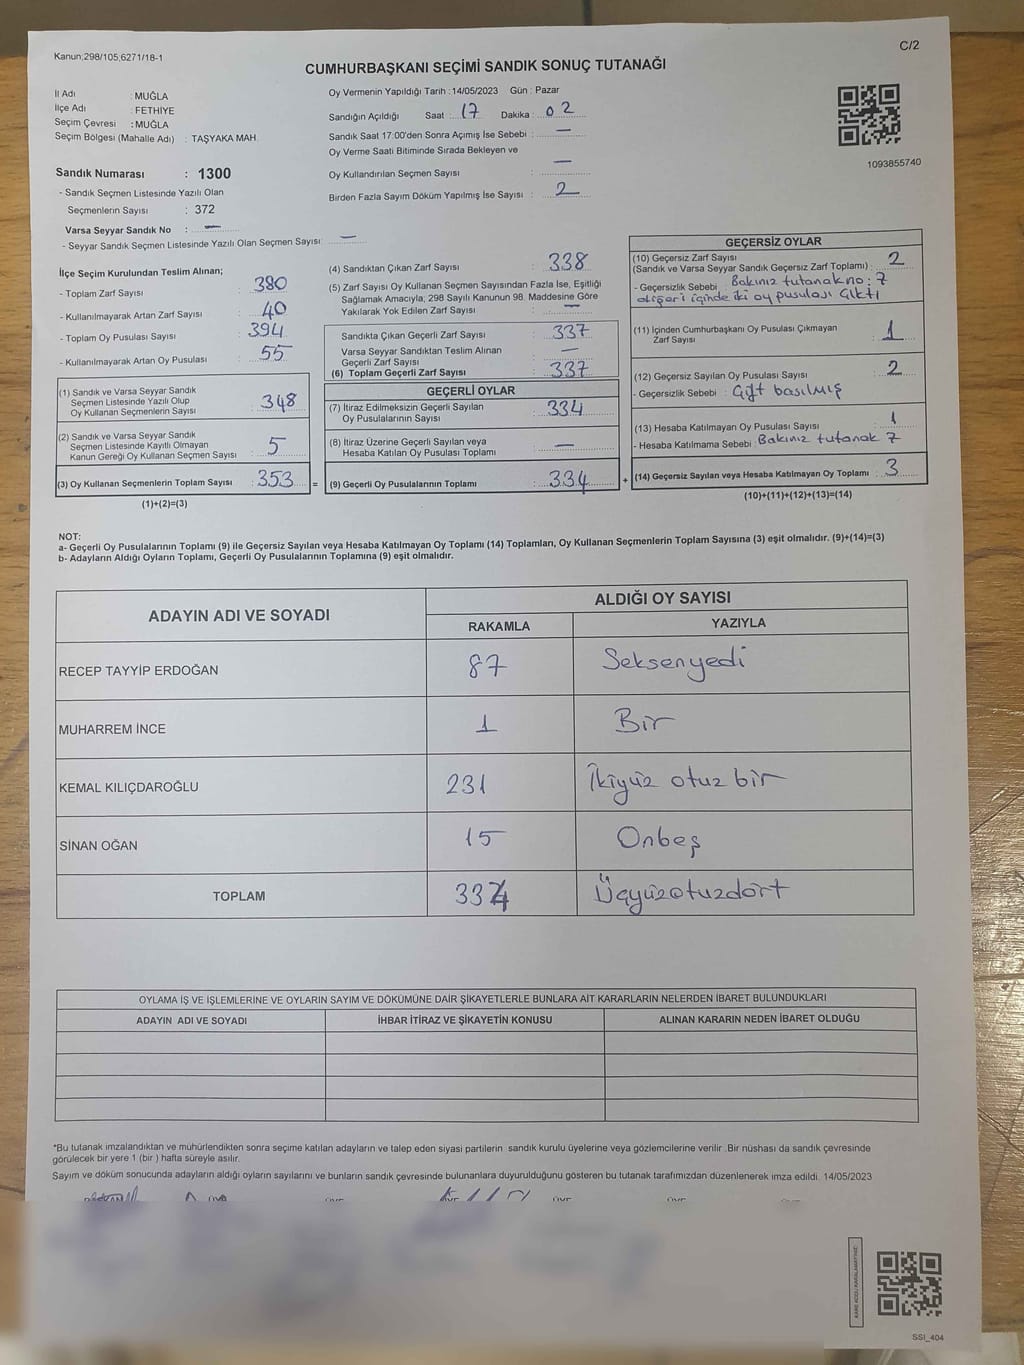 Kanun;298/105,6271/18-1
C/2
CUMHURBAŞKANI SEÇİMİ SANDIK SONUÇ TUTANAĞI
İl Adı : MUĞLA
İlçe Adı : FETHİYE
Seçim Çevresi : MUĞLA
Seçim Bölgesi (Mahalle Adı) : TAŞYAKA MAH.
Oy Vermenin Yapıldığı Tarih :14/05/2023 Gün : Pazar
Sandığın Açıldığı Saat : 17 Dakika : 02
Sandık Saat 17:00'den Sonra Açımış İse Sebebi : —
Oy Verme Saati Bitiminde Sırada Bekleyen ve
Oy Kullandırılan Seçmen Sayısı : —
Birden Fazla Sayım Döküm Yapılmış İse Sayısı : 2
1093855740
Sandık Numarası : 1300
- Sandık Seçmen Listesinde Yazılı Olan
Seçmenlerin Sayısı : 372
Varsa Seyyar Sandık No : —
- Seyyar Sandık Seçmen Listesinde Yazılı Olan Seçmen Sayısı: —
İlçe Seçim Kurulundan Teslim Alınan;
- Toplam Zarf Sayısı : 380
- Kullanılmayarak Artan Zarf Sayısı : 40
- Toplam Oy Pusulası Sayısı : 394
- Kullanılmayarak Artan Oy Pusulası : 55
(1) Sandık ve Varsa Seyyar Sandık
Seçmen Listesinde Yazılı Olup
Oy Kullanan Seçmenlerin Sayısı : 348
(2) Sandık ve Varsa Seyyar Sandık
Seçmen Listesinde Kayıtlı Olmayan
Kanun Gereği Oy Kullanan Seçmen Sayısı : 5
(3) Oy Kullanan Seçmenlerin Toplam Sayısı : 353 =
(1)+(2)=(3)
(4) Sandıktan Çıkan Zarf Sayısı : 338
(5) Zarf Sayısı Oy Kullanan Seçmen Sayısından Fazla İse, Eşitliği
Sağlamak Amacıyla, 298 Sayılı Kanunun 98. Maddesine Göre
Yakılarak Yok Edilen Zarf Sayısı : —
Sandıkta Çıkan Geçerli Zarf Sayısı : 337
Varsa Seyyar Sandıktan Teslim Alınan
Geçerli Zarf Sayısı : —
(6) Toplam Geçerli Zarf Sayısı : 337
GEÇERLİ OYLAR
(7) İtiraz Edilmeksizin Geçerli Sayılan
Oy Pusulalarının Sayısı : 334
(8) İtiraz Üzerine Geçerli Sayılan veya
Hesaba Katılan Oy Pusulası Toplamı : —
(9) Geçerli Oy Pusulalarının Toplamı : 334 +
GEÇERSİZ OYLAR
(10) Geçersiz Zarf Sayısı
(Sandık ve Varsa Seyyar Sandık Geçersiz Zarf Toplamı) : 2
- Geçersizlik Sebebi : Bakınız tutanak no: 7
diğeri içinde iki oy pusulası çıktı
(11) İçinden Cumhurbaşkanı Oy Pusulası Çıkmayan
Zarf Sayısı : 1
(12) Geçersiz Sayılan Oy Pusulası Sayısı : 2
- Geçersizlik Sebebi : Çift basılmış
(13) Hesaba Katılmayan Oy Pusulası Sayısı : 1
- Hesaba Katılmama Sebebi : Bakınız tutanak 7
(14) Geçersiz Sayılan veya Hesaba Katılmayan Oy Toplamı : 3
(10)+(11)+(12)+(13)=(14)
NOT:
a- Geçerli Oy Pusulalarının Toplamı (9) ile Geçersiz Sayılan veya Hesaba Katılmayan Oy Toplamı (14) Toplamları, Oy Kullanan Seçmenlerin Toplam Sayısına (3) eşit olmalıdır. (9)+(14)=(3)
b- Adayların Aldığı Oyların Toplamı, Geçerli Oy Pusulalarının Toplamına (9) eşit olmalıdır.
ADAYIN ADI VE SOYADI
ALDIĞI OY SAYISI
RAKAMLA YAZIYLA
RECEP TAYYİP ERDOĞAN 87 Seksenyedi
MUHARREM İNCE 1 Bir
KEMAL KILIÇDAROĞLU 231 İkiyüz otuz bir
SİNAN OĞAN 15 Onbeş
TOPLAM 334 Üçyüzotuzdört
OYLAMA İŞ VE İŞLEMLERİNE VE OYLARIN SAYIM VE DÖKÜMÜNE DAİR ŞİKAYETLERLE BUNLARA AİT KARARLARIN NELERDEN İBARET BULUNDUKLARI
ADAYIN ADI VE SOYADI İHBAR İTİRAZ VE ŞİKAYETİN KONUSU ALINAN KARARIN NEDEN İBARET OLDUĞU
*Bu tutanak imzalandıktan ve mühürlendikten sonra seçime katılan adayların ve talep eden siyasi partilerin sandık kurulu üyelerine veya gözlemcilerine verilir. Bir nüshası da sandık çevresinde
görülecek bir yere 1 (bir ) hafta süreyle asılır.
Sayım ve döküm sonucunda adayların aldığı oyların sayılarını ve bunların sandık çevresinde bulunanlara duyurulduğunu gösteren bu tutanak tarafımızdan düzenlenerek imza edildi. 14/05/2023
SSI_404